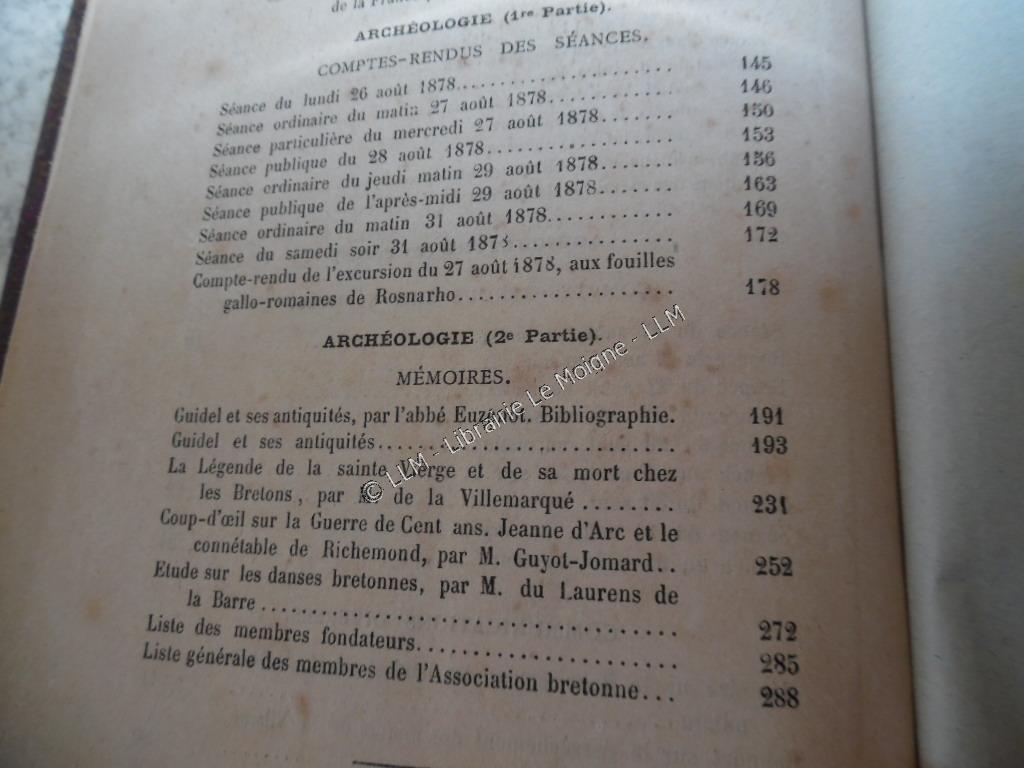 de la
ARCHÉOLOGIE (1re Partie).
COMPTES-RENDUS DES SÉANCES.
Séance du lundi 26 août 1878.................... 145
Séance ordinaire du matin 27 août 1878............ 146
Séance particulière du mercredi 27 août 1878........ 150
Séance publique du 28 août 1878.................. 153
Séance ordinaire du jeudi matin 29 août 1878........ 156
Séance publique de l'après-midi 29 août 1878........ 163
Séance ordinaire du matin 31 août 1878............ 169
Séance du samedi soir 31 août 1878............... 172
Compte-rendu de l'excursion du 27 août 1878, aux fouilles
gallo-romaines de Rosnarho.................... 178
ARCHÉOLOGIE (2e Partie).
MÉMOIRES.
Guidel et ses antiquités, par l'abbé Euzenot. Bibliographie. 191
Guidel et ses antiquités............................ 193
La Légende de la sainte Vierge et de sa mort chez
les Bretons, par M. de la Villemarqué ........ 231
Coup-d'œil sur la Guerre de Cent ans. Jeanne d'Arc et le
connétable de Richemond, par M. Guyot-Jomard.. 252
Etude sur les danses bretonnes, par M. du Laurens de
la Barre.................................... 272
Liste des membres fondateurs....................... 285
Liste générale des membres de l'Association bretonne... 288
© LLM - Librairie Le Moigne - LLM